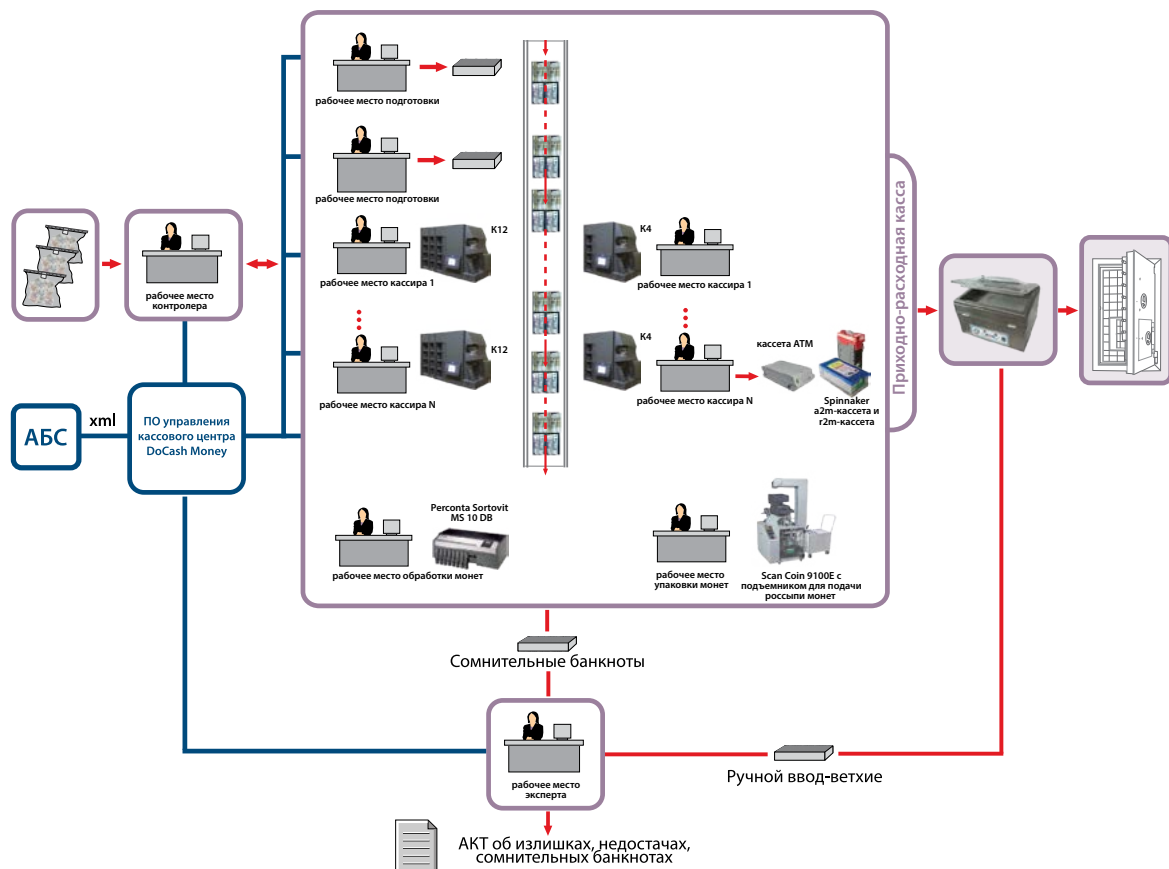 рабочее место подготовки
рабочее место подготовки
K12
рабочее место кассира 1
K4
рабочее место кассира 1
K12
рабочее место кассира N
K4
рабочее место кассира N
кассета АТМ
Spinnaker
a2m-кассета и
r2m-кассета
рабочее место
контролера
АБС
xml
ПО управления
кассового центра
DoCash Money
Приходно-расходная касса
Perconta Sortovit
MS 10 DB
рабочее место обработки монет
рабочее место
упаковки монет
Scan Coin 9100E с
подъемником для подачи
россыпи монет
Сомнительные банкноты
рабочее место
эксперта
Ручной ввод-ветхие
АКТ об излишках, недостачах,
сомнительных банкнотах